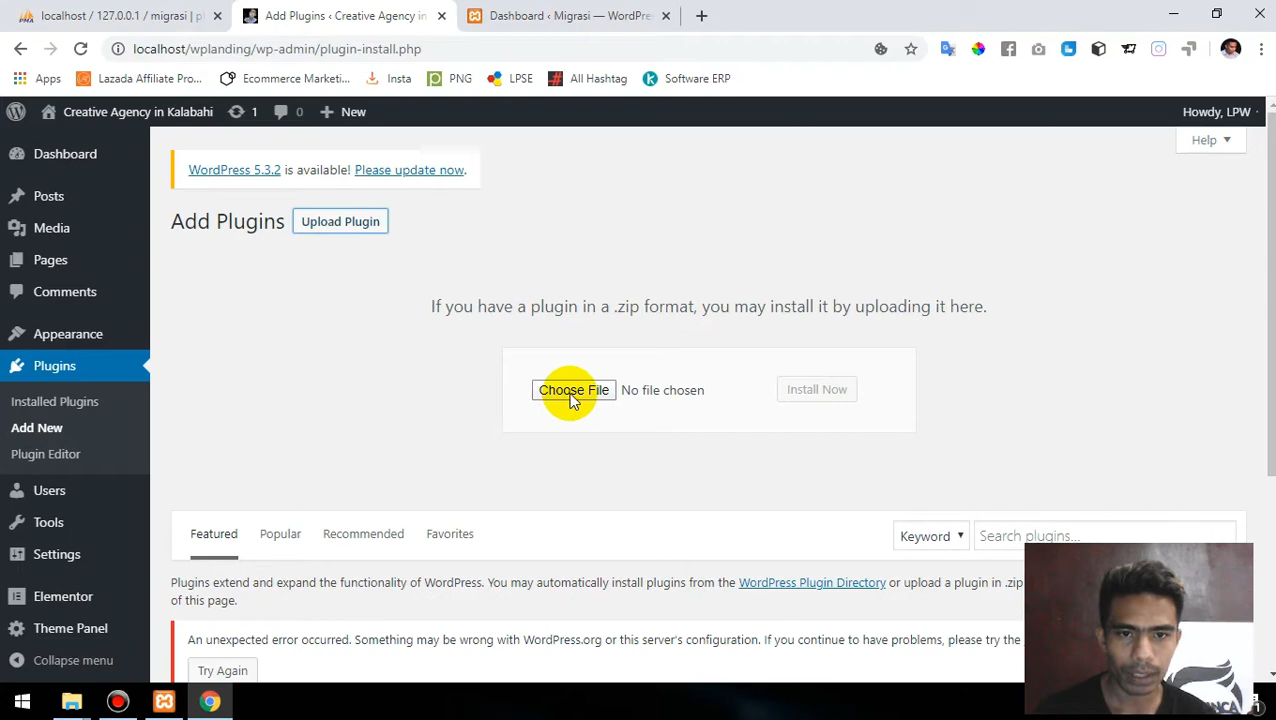 localhost / 127.0.0.1 / migrasi | p
Add Plugins ‹ Creative Agency in
Dashboard ‹ Migrasi — WordPre
localhost/wplanding/wp-admin/plugin-install.php
Apps
Lazada Affiliate Pro...
Ecommerce Marketi...
Insta
PNG
LPSE
All Hashtag
Software ERP
Creative Agency in Kalabahi
1
0
New
Howdy, LPW
Help
Dashboard
Posts
Media
Pages
Comments
Appearance
Plugins
Installed Plugins
Add New
Plugin Editor
Users
Tools
Settings
Elementor
Theme Panel
Collapse menu
WordPress 5.3.2 is available! Please update now.
Add Plugins
Upload Plugin
If you have a plugin in a .zip format, you may install it by uploading it here.
Choose File No file chosen
Install Now
Featured
Popular
Recommended
Favorites
Keyword
Search plugins...
Plugins extend and expand the functionality of WordPress. You may automatically install plugins from the WordPress Plugin Directory or upload a plugin in .zip
of this page.
An unexpected error occurred. Something may be wrong with WordPress.org or this server's configuration. If you continue to have problems, please try the
Try Again